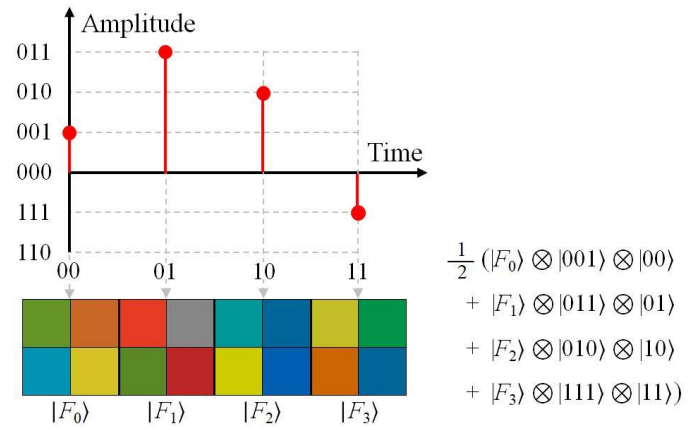 Amplitude
011
010
001
000
Time
111
110
00 01 10 11
|F₀⟩ |F₁⟩ |F₂⟩ |F₃⟩
1/2 (|F₀⟩ ⊗ |001⟩ ⊗ |00⟩
+ |F₁⟩ ⊗ |011⟩ ⊗ |01⟩
+ |F₂⟩ ⊗ |010⟩ ⊗ |10⟩
+ |F₃⟩ ⊗ |111⟩ ⊗ |11⟩)